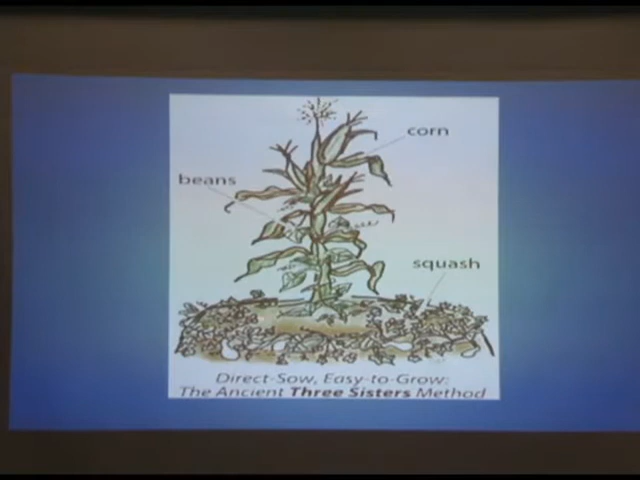 corn
beans
squash
Direct-Sow, Easy-to-Grow:
The Ancient Three Sisters Method